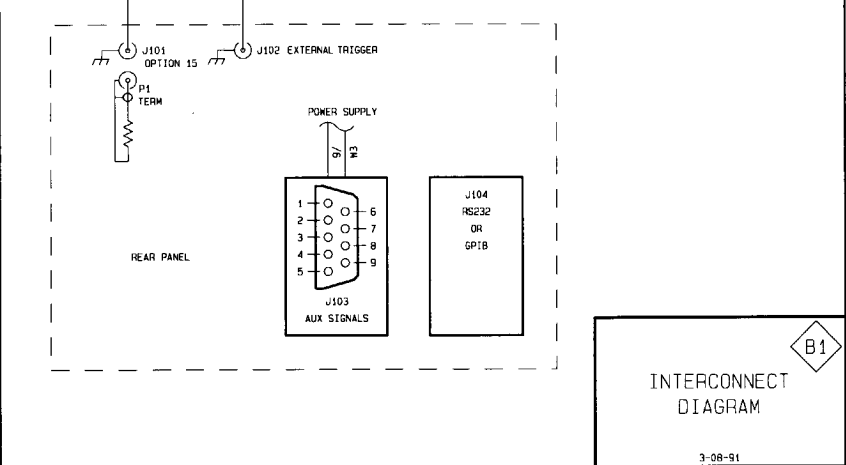 J101
OPTION 15
J102 EXTERNAL TRIGGER
P1
TERM
POWER SUPPLY
9/
W3
1
2
3
4
5
6
7
8
9
J103
AUX SIGNALS
J104
RS232
OR
GPIB
REAR PANEL
B1
INTERCONNECT
DIAGRAM
3-08-91